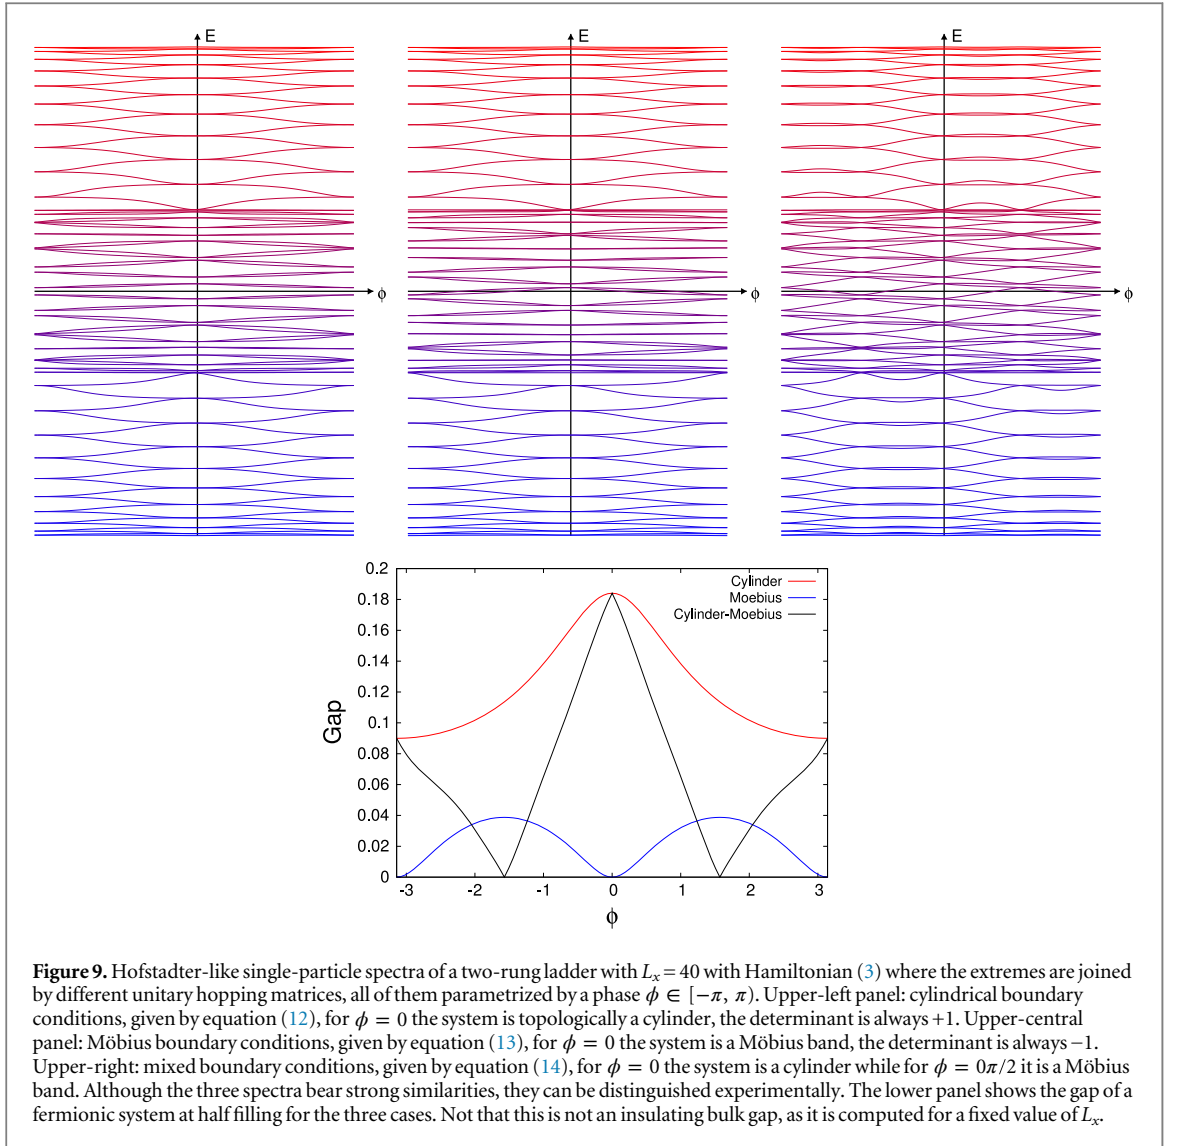 E
E
E
ϕ
ϕ
ϕ
0.2
Cylinder
0.18
Moebius
Cylinder-Moebius
0.16
0.14
0.12
Gap
0.1
0.08
0.06
0.04
0.02
0
-3 -2 -1 0 1 2 3
ϕ
Figure 9. Hofstadter-like single-particle spectra of a two-rung ladder with Lx = 40 with Hamiltonian (3) where the extremes are joined
by different unitary hopping matrices, all of them parametrized by a phase ϕ ∈ [−π, π). Upper-left panel: cylindrical boundary
conditions, given by equation (12), for ϕ = 0 the system is topologically a cylinder, the determinant is always +1. Upper-central
panel: Möbius boundary conditions, given by equation (13), for ϕ = 0 the system is a Möbius band, the determinant is always −1.
Upper-right: mixed boundary conditions, given by equation (14), for ϕ = 0 the system is a cylinder while for ϕ = 0π/2 it is a Möbius
band. Although the three spectra bear strong similarities, they can be distinguished experimentally. The lower panel shows the gap of a
fermionic system at half filling for the three cases. Not that this is not an insulating bulk gap, as it is computed for a fixed value of Lx.